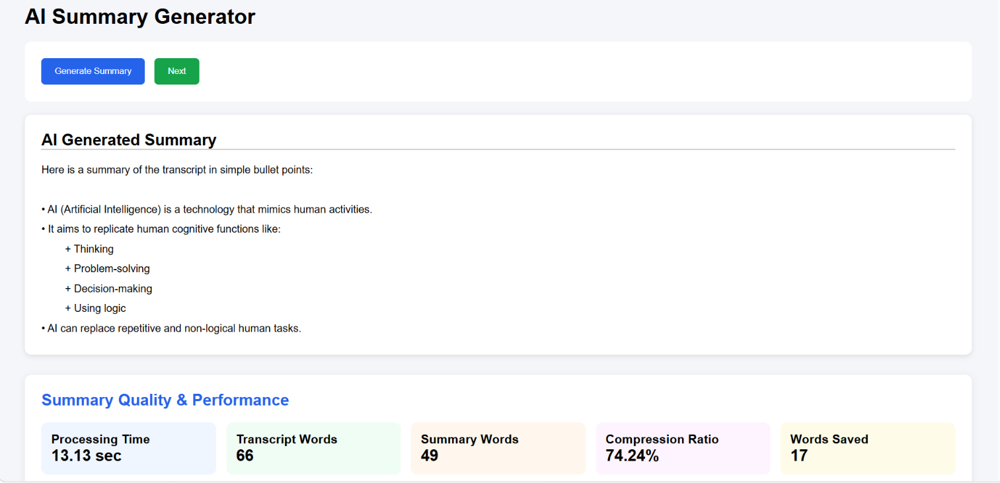 AI Summary Generator
Generate Summary Next
AI Generated Summary
Here is a summary of the transcript in simple bullet points:
• AI (Artificial Intelligence) is a technology that mimics human activities.
• It aims to replicate human cognitive functions like:
+ Thinking
+ Problem-solving
+ Decision-making
+ Using logic
• AI can replace repetitive and non-logical human tasks.
Summary Quality & Performance
Processing Time Transcript Words Summary Words Compression Ratio Words Saved
13.13 sec 66 49 74.24% 17